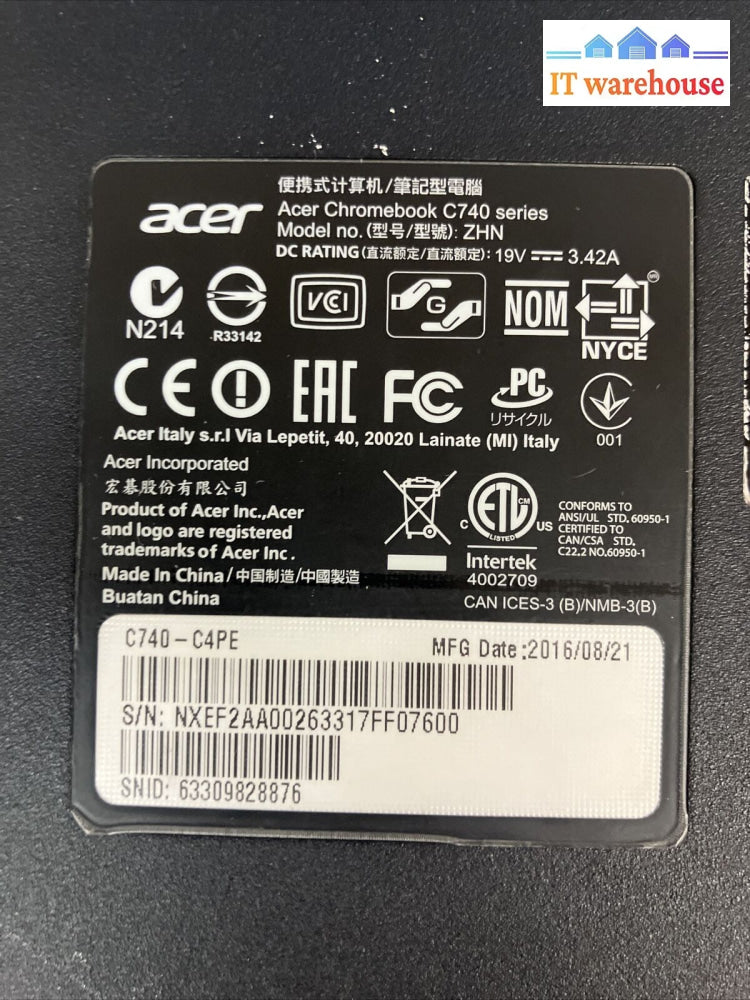 IT warehouse
便携式计算机/筆記型電腦
acer
Acer Chromebook C740 series
Model no. (型号/型號): ZHN
DC RATING (直流额定/直流額定): 19V ⎓ 3.42A
N214
R33142
VCI
G
NOM
NYCE
CE
EAC
FC
PC
リサイクル
001
Acer Italy s.r.l Via Lepetit, 40, 20020 Lainate (MI) Italy
Acer Incorporated
宏碁股份有限公司
Product of Acer Inc.,Acer
and logo are registered
trademarks of Acer Inc.
Made In China/中国制造/中國製造
Buatan China
C ETL CM US
LISTED
Intertek
4002709
CONFORMS TO
ANSI/UL STD. 60950-1
CERTIFIED TO
CAN/CSA STD.
C22.2 NO.60950-1
CAN ICES-3 (B)/NMB-3(B)
C740-C4PE
MFG Date:2016/08/21
S/N: NXEF2AA00263317FF07600
SNID: 63309828876